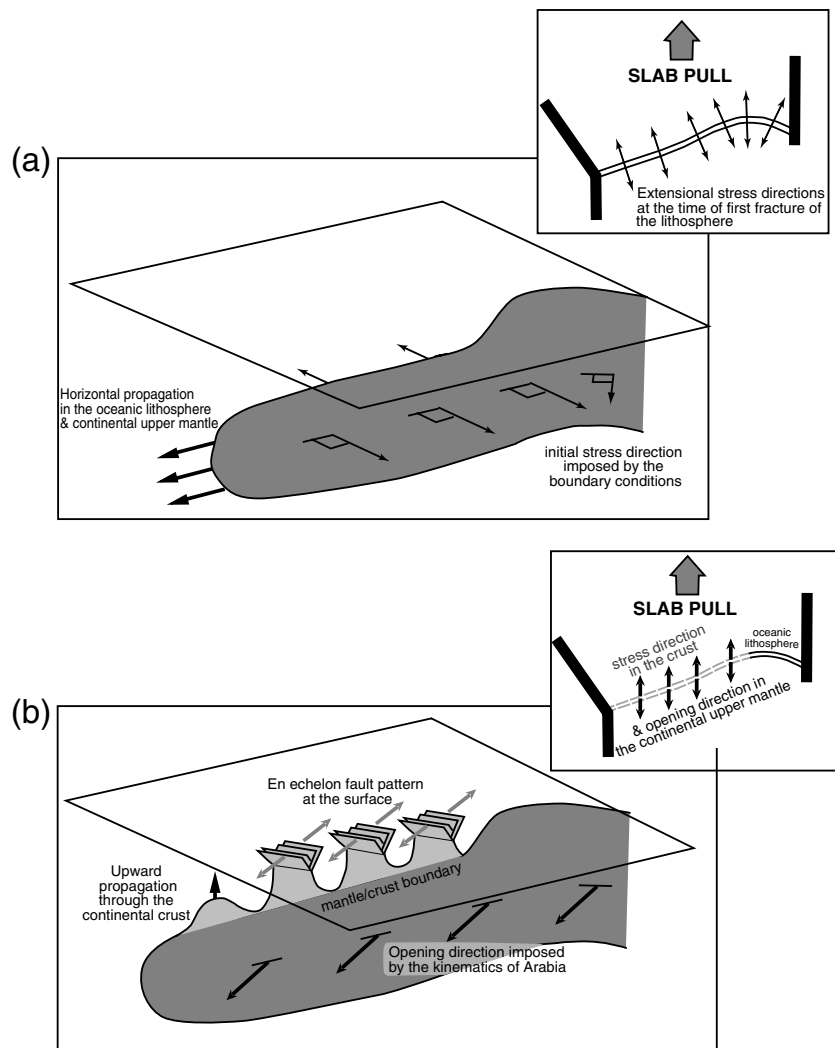 (a)
SLAB PULL
Extensional stress directions
at the time of first fracture of
the lithosphere
Horizontal propagation
in the oceanic lithosphere
& continental upper mantle
initial stress direction
imposed by the
boundary conditions
(b)
SLAB PULL
stress direction
in the crust
oceanic
lithosphere
& opening direction in
the continental upper mantle
En echelon fault pattern
at the surface
Upward
propagation
through the
continental crust
mantle/crust boundary
Opening direction imposed
by the kinematics of Arabia